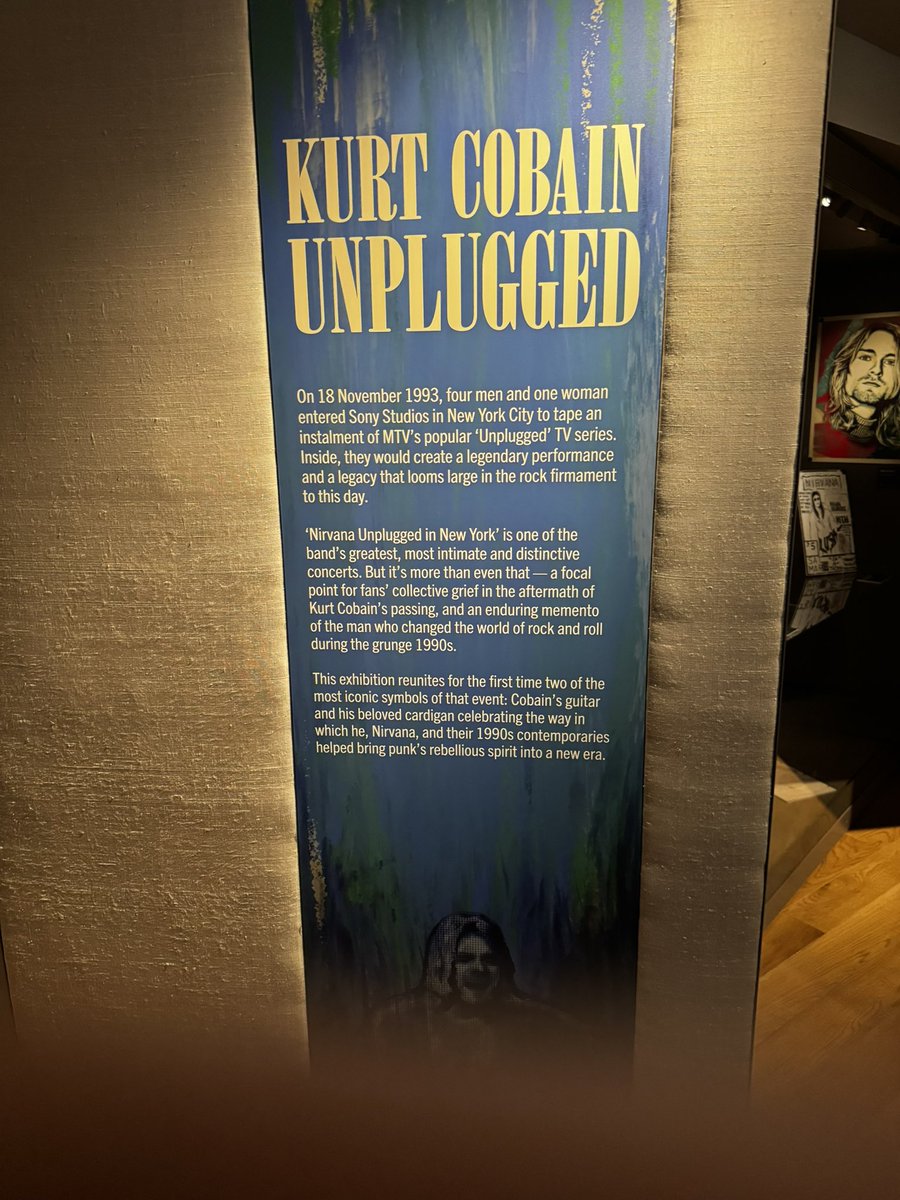 KURT COBAIN
UNPLUGGED
On 18 November 1993, four men and one woman
entered Sony Studios in New York City to tape an
instalment of MTV's popular 'Unplugged' TV series.
Inside, they would create a legendary performance
and a legacy that looms large in the rock firmament
to this day.
'Nirvana Unplugged in New York' is one of the
band's greatest, most intimate and distinctive
concerts. But it's more than even that — a focal
point for fans' collective grief in the aftermath of
Kurt Cobain's passing, and an enduring memento
of the man who changed the world of rock and roll
during the grunge 1990s.
This exhibition reunites for the first time two of the
most iconic symbols of that event: Cobain's guitar
and his beloved cardigan celebrating the way in
which he, Nirvana, and their 1990s contemporaries
helped bring punk's rebellious spirit into a new era.
NIRVANA